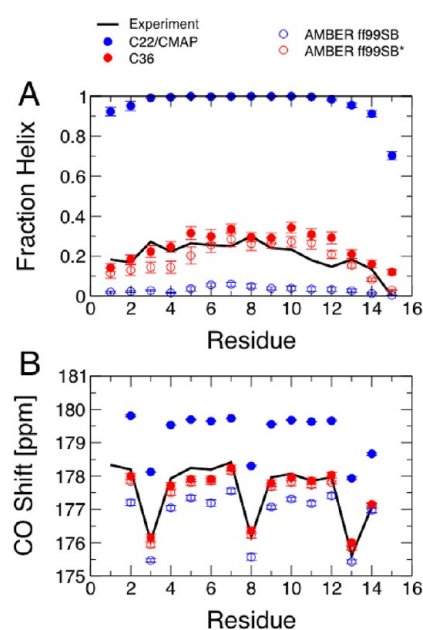 Experiment
C22/CMAP
C36
AMBER ff99SB
AMBER ff99SB*
A
1
0.8
0.6
0.4
0.2
0
Fraction Helix
0 2 4 6 8 10 12 14 16
Residue
B
181
180
179
178
177
176
175
CO Shift [ppm]
0 2 4 6 8 10 12 14 16
Residue